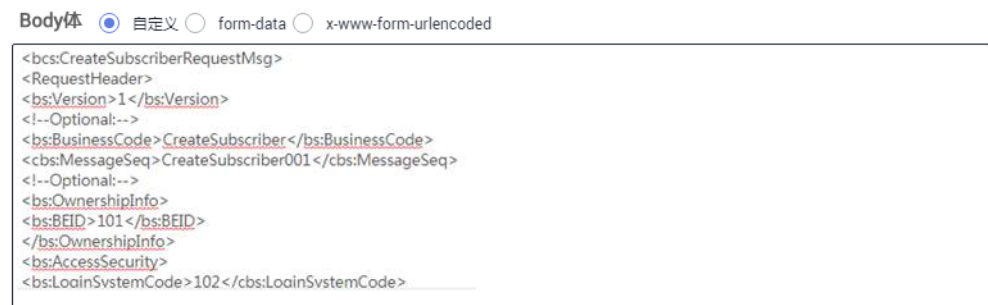 Body体 自定义 form-data x-www-form-urlencoded
<bcs:CreateSubscriberRequestMsg>
<RequestHeader>
<bs:Version>1</bs:Version>
<!--Optional:-->
<bs:BusinessCode>CreateSubscriber</bs:BusinessCode>
<cbs:MessageSeq>CreateSubscriber001</cbs:MessageSeq>
<!--Optional:-->
<bs:OwnershipInfo>
<bs:BEID>101</bs:BEID>
</bs:OwnershipInfo>
<bs:AccessSecurity>
<bs:LoginSystemCode>102</cbs:LoginSystemCode>